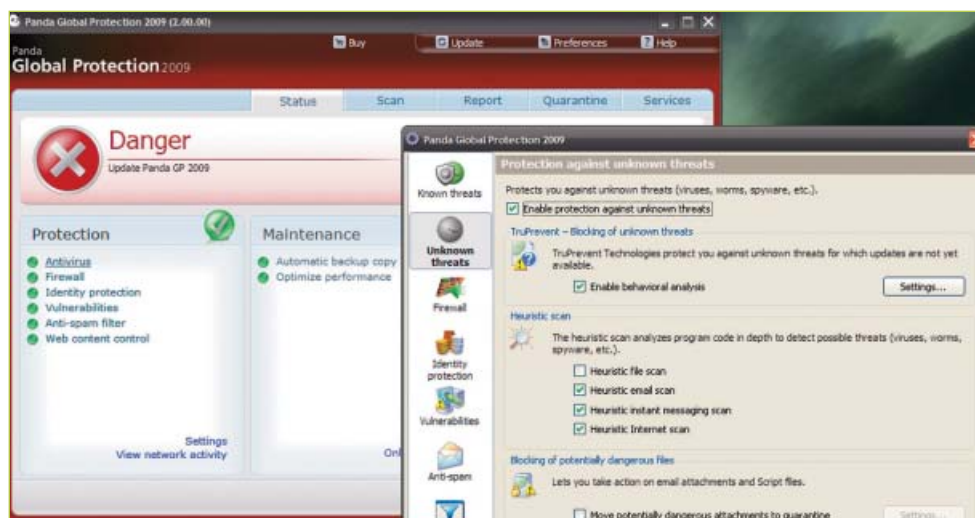 Panda Global Protection 2009 (2.00.00)
Buy
Update
Preferences
Help
Panda
Global Protection 2009
Status
Scan
Report
Quarantine
Services
Danger
Update Panda GP 2009
Protection
Antivirus
Firewall
Identity protection
Vulnerabilities
Anti-spam filter
Web content control
Settings
View network activity
Maintenance
Automatic backup copy
Optimize performance
Panda Global Protection 2009
Known threats
Unknown
threats
Firewall
Identity
protection
Vulnerabilities
Anti-spam
Protection against unknown threats
Protects you against unknown threats (viruses, worms, spyware, etc.).
Enable protection against unknown threats
TruPrevent – Blocking of unknown threats
TruPrevent Technologies protect you against unknown threats for which updates are not yet
available.
Enable behavioral analysis
Settings...
Heuristic scan
The heuristic scan analyzes program code in depth to detect possible threats (viruses, worms,
spyware, etc.).
Heuristic file scan
Heuristic email scan
Heuristic instant messaging scan
Heuristic Internet scan
Blocking of potentially dangerous files
Lets you take action on email attachments and Script files.
Move potentially dangerous attachments to quarantine
Settings...